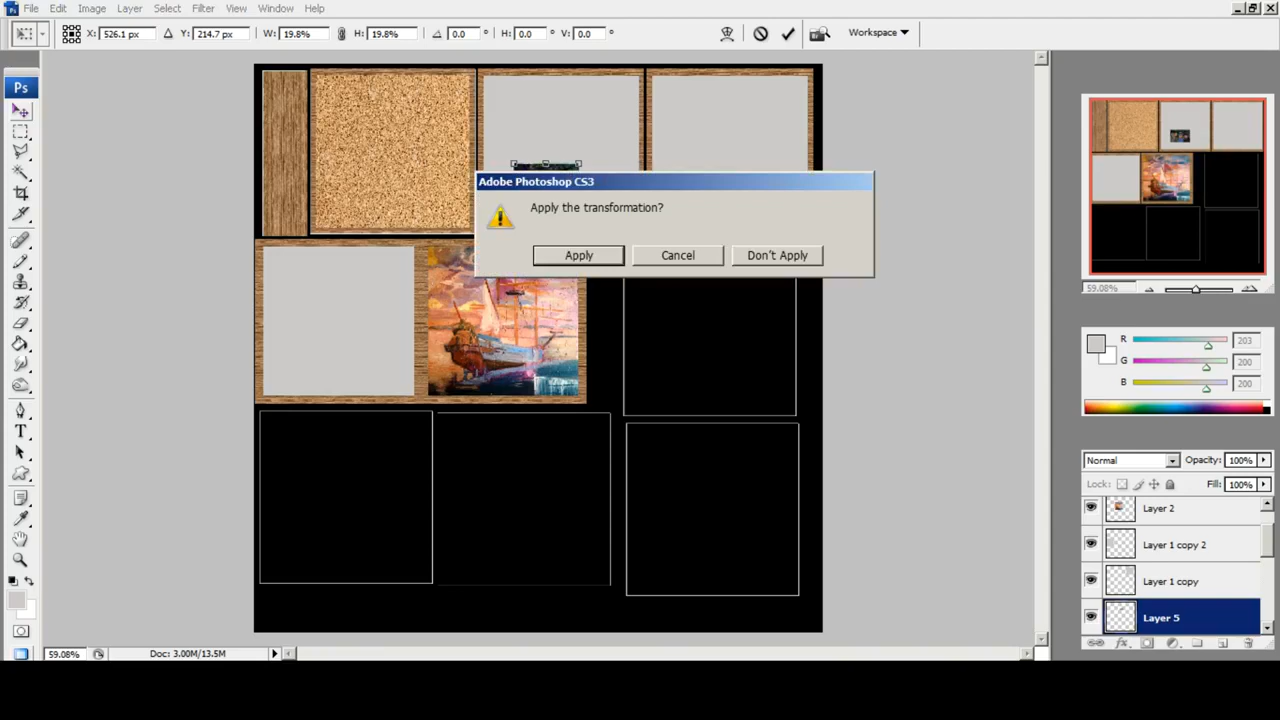 Ps File Edit Image Layer Select Filter View Window Help
X: 526.1 px Y: 214.7 px W: 19.8% H: 19.8% 0.0 ° H: 0.0 ° V: 0.0 ° Workspace
Ps
Adobe Photoshop CS3
Apply the transformation?
Apply Cancel Don't Apply
59.08%
R 203
G 200
B 200
Normal Opacity: 100%
Lock: Fill: 100%
Layer 2
Layer 1 copy 2
Layer 1 copy
Layer 5
T
59.08% Doc: 3.00M/13.5M